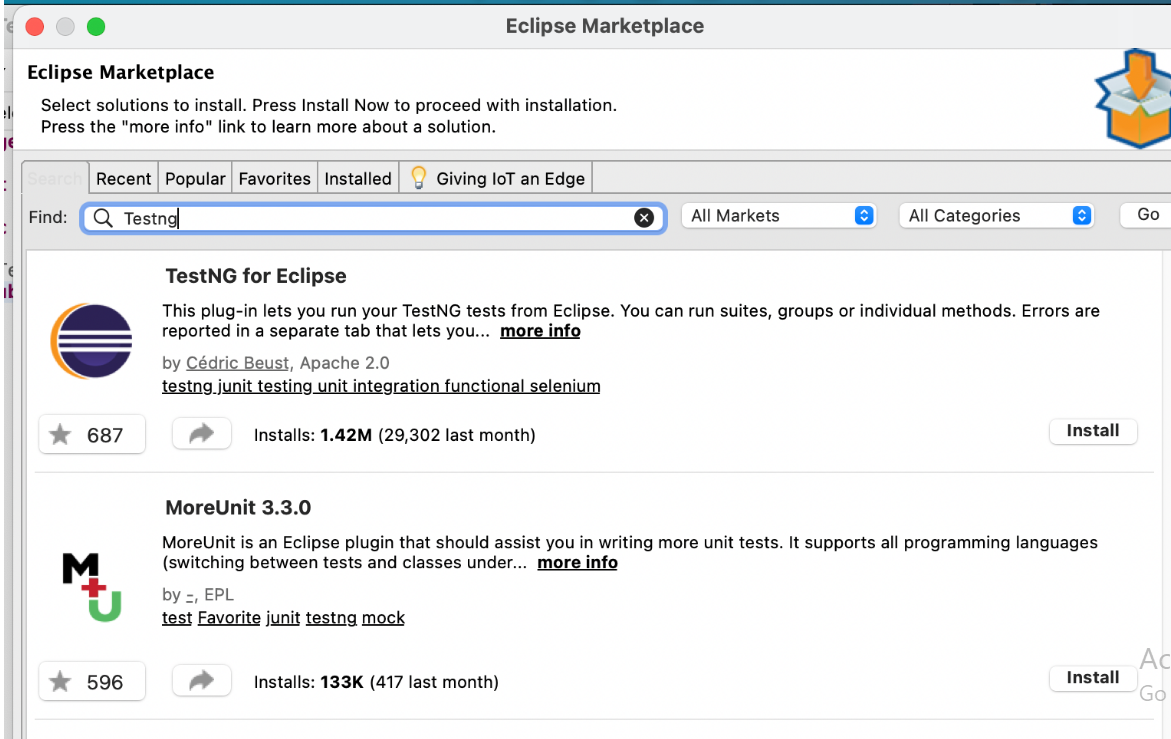 Eclipse Marketplace
Eclipse Marketplace
Select solutions to install. Press Install Now to proceed with installation.
Press the "more info" link to learn more about a solution.
Search Recent Popular Favorites Installed Giving IoT an Edge
Find: Testng All Markets All Categories Go
TestNG for Eclipse
This plug-in lets you run your TestNG tests from Eclipse. You can run suites, groups or individual methods. Errors are
reported in a separate tab that lets you... more info
by Cédric Beust, Apache 2.0
testng junit testing unit integration functional selenium
687 Installs: 1.42M (29,302 last month) Install
MoreUnit 3.3.0
MoreUnit is an Eclipse plugin that should assist you in writing more unit tests. It supports all programming languages
(switching between tests and classes under... more info
M
+
U
by -, EPL
test Favorite junit testng mock
596 Installs: 133K (417 last month) Install
Ac
Go